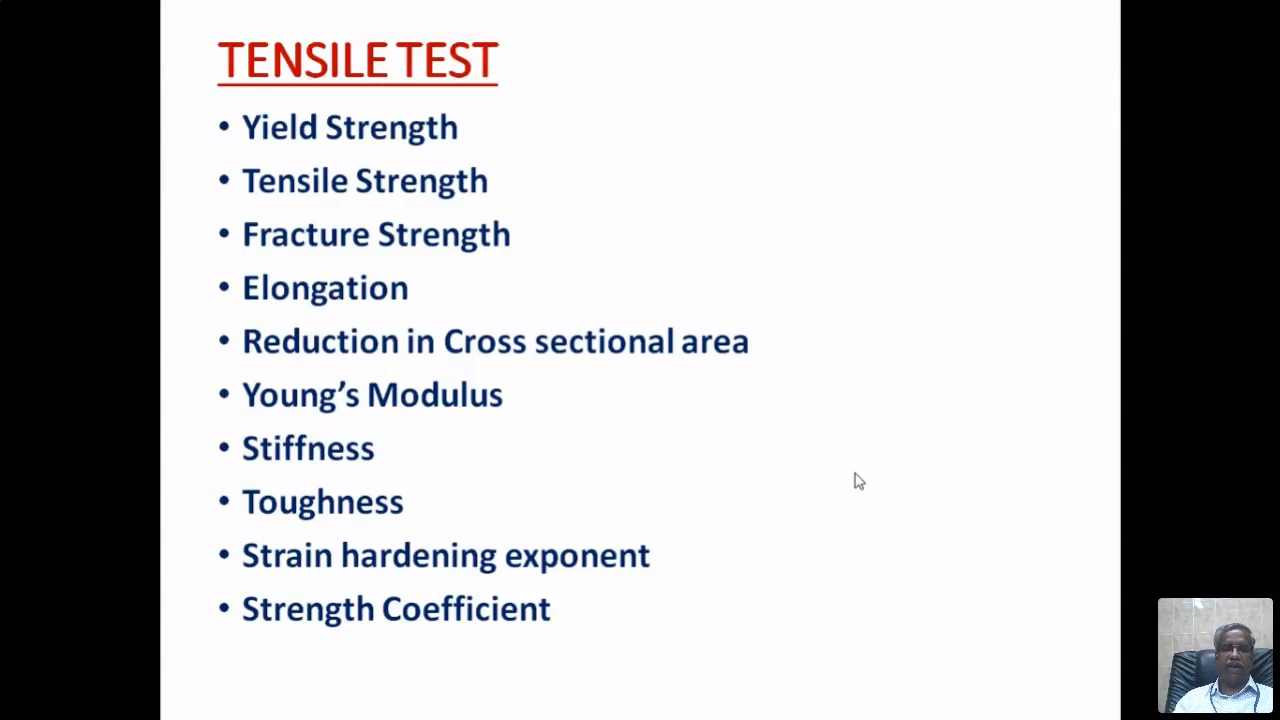 TENSILE TEST
• Yield Strength
• Tensile Strength
• Fracture Strength
• Elongation
• Reduction in Cross sectional area
• Young’s Modulus
• Stiffness
• Toughness
• Strain hardening exponent
• Strength Coefficient